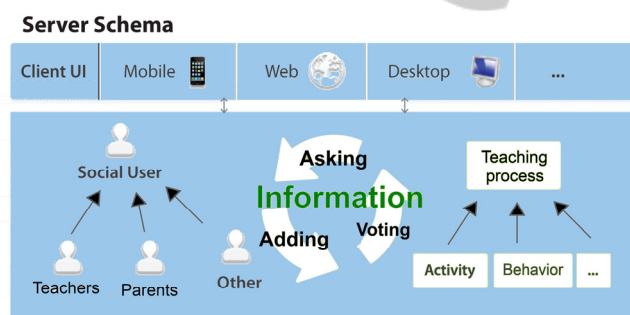 Server Schema
Client UI
Mobile
Web
Desktop
...
Social User
Teachers
Parents
Other
Asking
Information
Adding
Voting
Teaching
process
Activity
Behavior
...